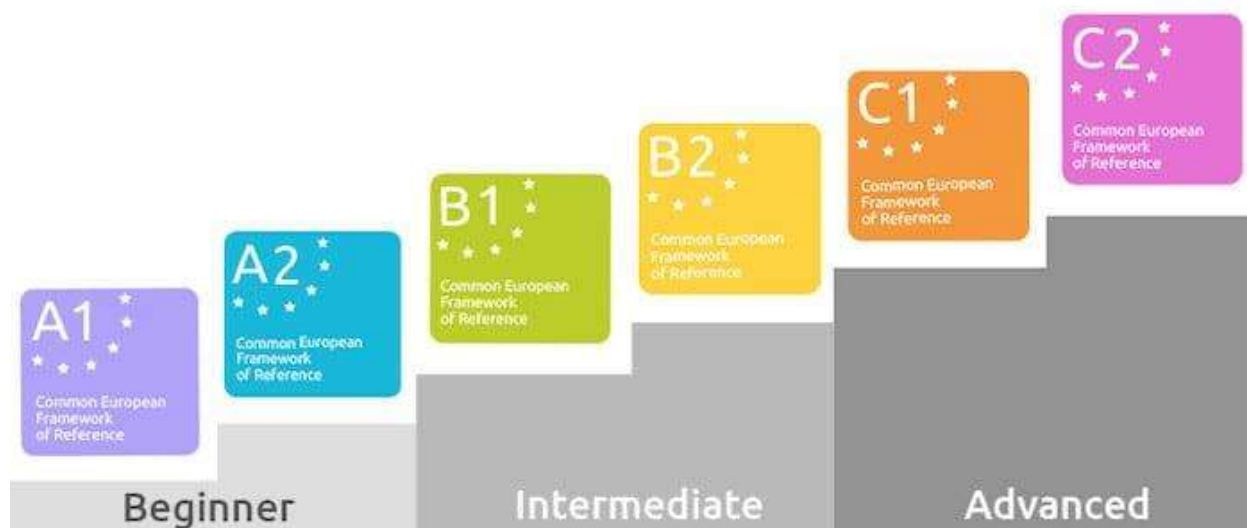 A1
Common European
Framework
of Reference
A2
Common European
Framework
of Reference
B1
Common European
Framework
of Reference
B2
Common European
Framework
of Reference
C1
Common European
Framework
of Reference
C2
Common European
Framework
of Reference
Beginner
Intermediate
Advanced